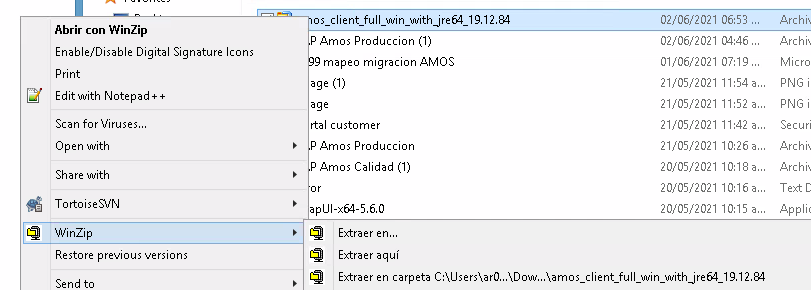 Favorites
amos_client_full_win_with_jre64_19.12.84 02/06/2021 06:53 ... Archiv
Abrir con WinZip
AP Amos Produccion (1) 02/06/2021 04:46 ... Archiv
Enable/Disable Digital Signature Icons
99 mapeo migracion AMOS 01/06/2021 07:19 ... Micro
Print
age (1) 21/05/2021 11:54 a... PNG i
Edit with Notepad++
age 21/05/2021 11:52 a... PNG i
Scan for Viruses...
rtal customer 21/05/2021 11:42 a... Securi
Open with
AP Amos Produccion 21/05/2021 10:26 a... Archiv
AP Amos Calidad (1) 20/05/2021 10:18 a... Archiv
Share with
ror 20/05/2021 10:16 a... Text D
TortoiseSVN
apUI-x64-5.6.0 20/05/2021 10:15 a... Applic
WinZip
Extraer en...
Restore previous versions
Extraer aquí
Send to
Extraer en carpeta C:\Users\ar0...\Dow...\amos_client_full_win_with_jre64_19.12.84